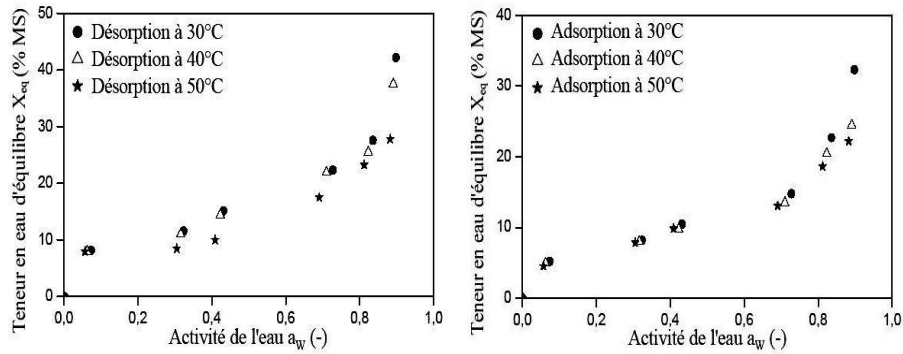 50
Désorption à 30°C
Désorption à 40°C
Désorption à 50°C
40
30
20
10
0
Teneur en eau d'équilibre Xeq (% MS)
0,0 0,2 0,4 0,6 0,8 1,0
Activité de l'eau aw (-)
40
Adsorption à 30°C
Adsorption à 40°C
Adsorption à 50°C
30
20
10
0
Teneur en eau d'équilibre Xeq (% MS)
0,0 0,2 0,4 0,6 0,8 1,0
Activité de l'eau aw (-)